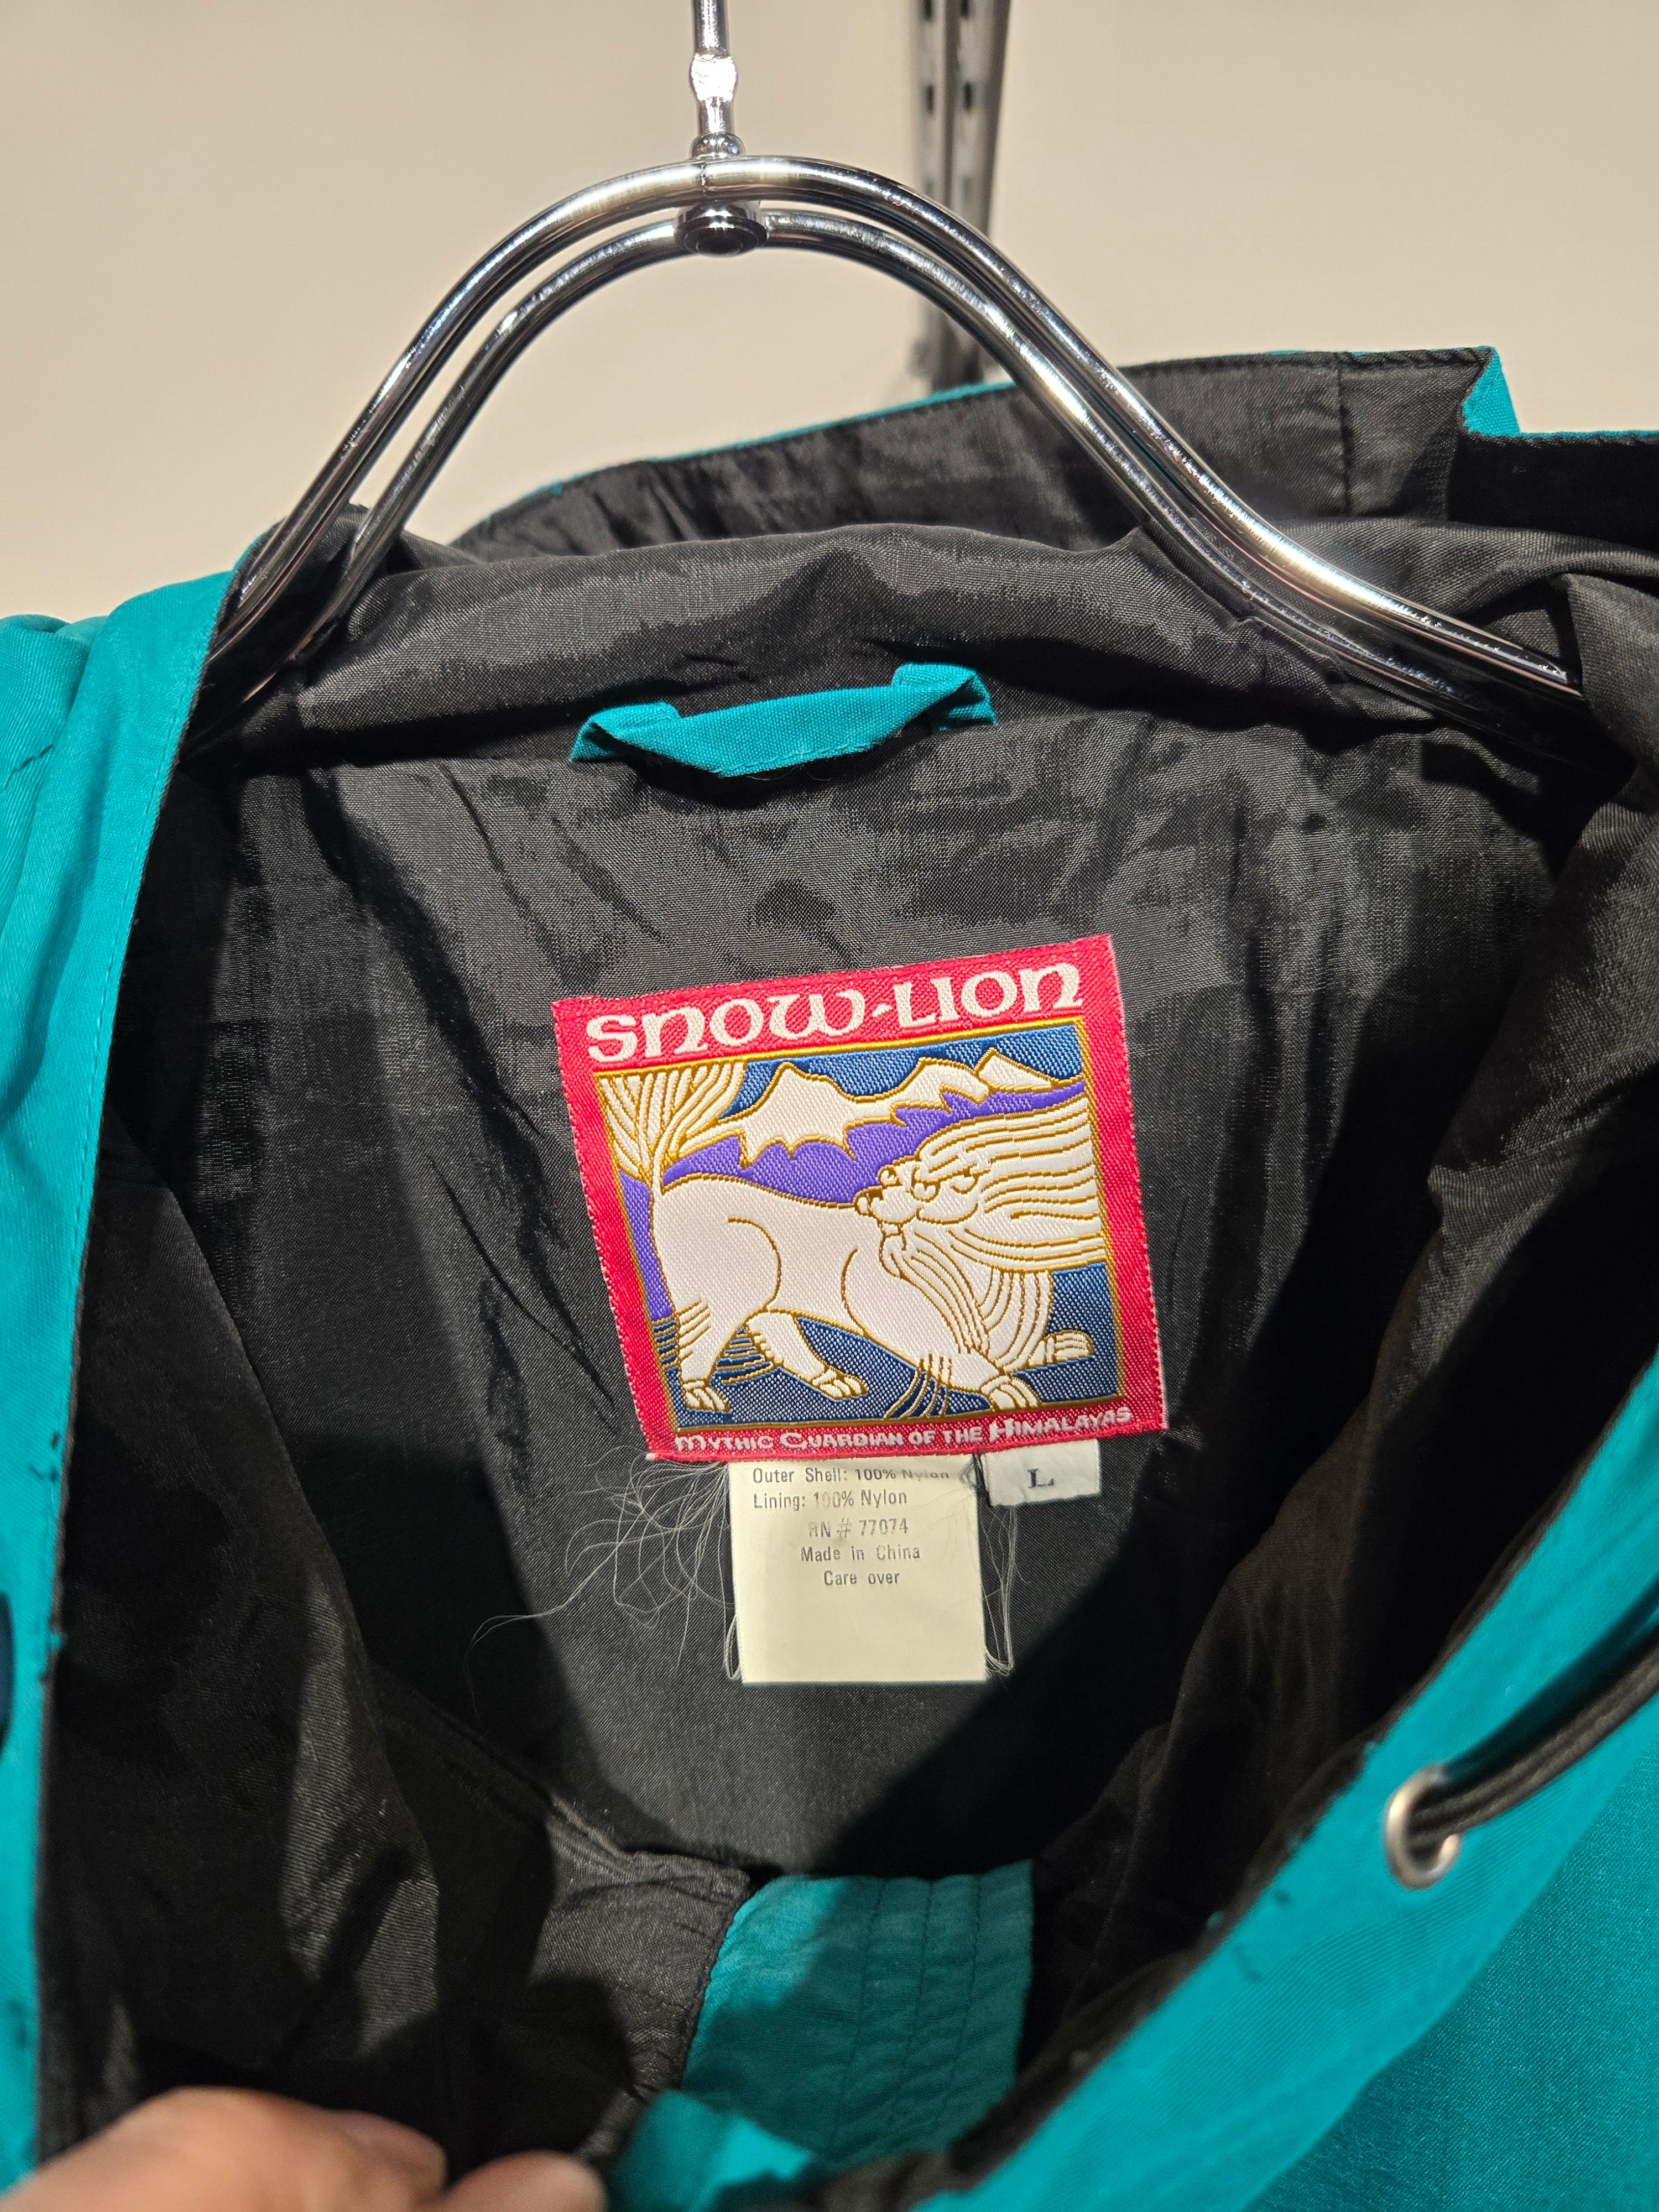 SNOW-LION
MYTHIC GUARDIAN OF THE HIMALAYAS
Outer Shell: 100% Nylon
L
Lining: 100% Nylon
RN # 77074
Made in China
Care over